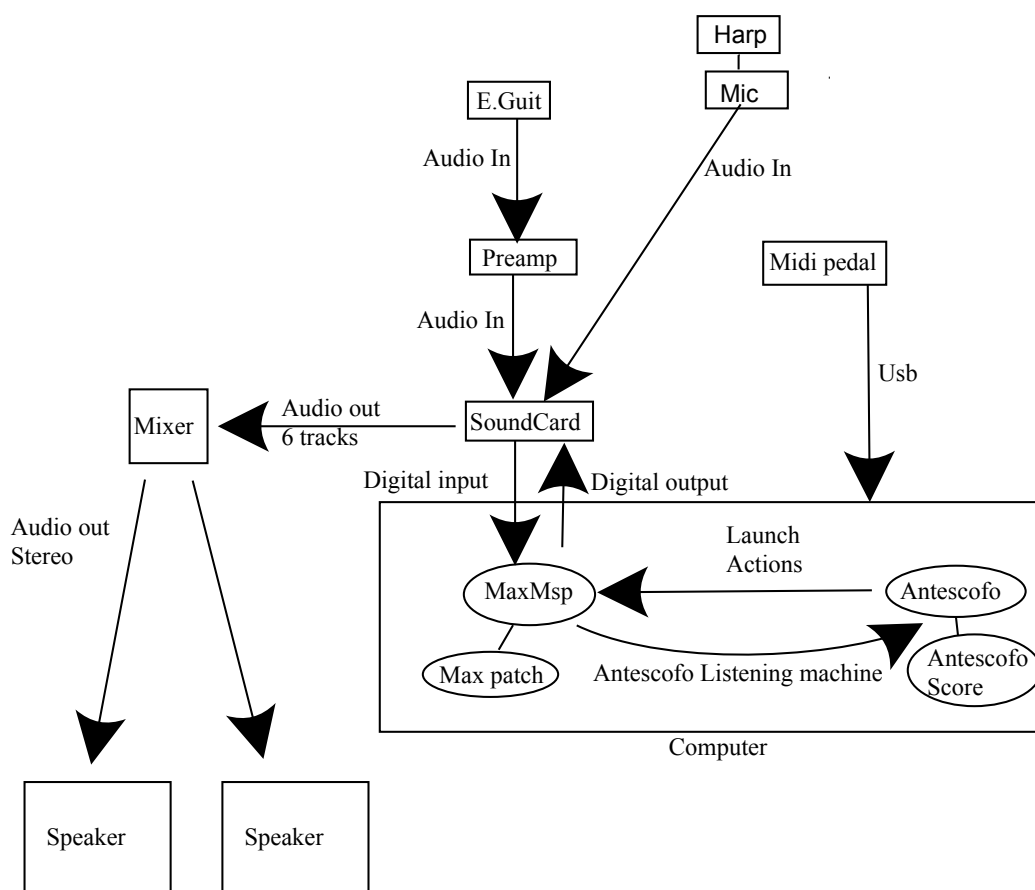 Harp
Mic
E.Guit
Audio In
Audio In
Preamp
Midi pedal
Audio In
Usb
Mixer
Audio out
6 tracks
SoundCard
Digital input
Digital output
Audio out
Stereo
Launch
Actions
MaxMsp
Antescofo
Max patch
Antescofo Listening machine
Antescofo
Score
Computer
Speaker
Speaker